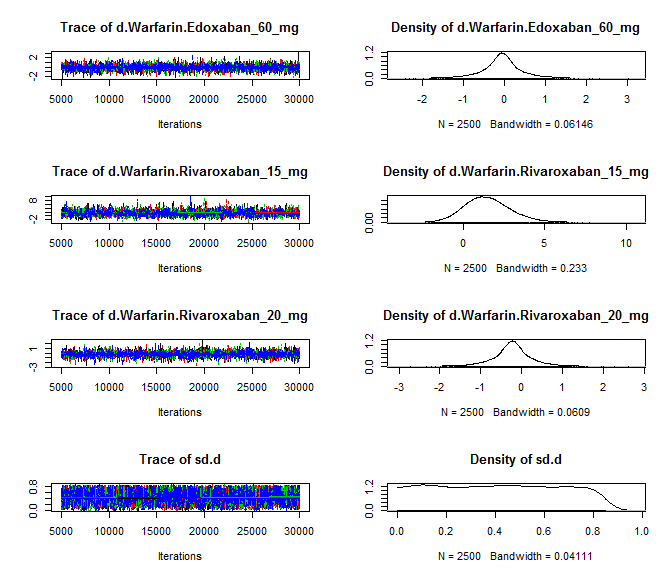 Trace of d.Warfarin.Edoxaban_60_mg
-2 2
5000 10000 15000 20000 25000 30000
Iterations
Density of d.Warfarin.Edoxaban_60_mg
0.0 1.2
-2 -1 0 1 2 3
N = 2500 Bandwidth = 0.06146
Trace of d.Warfarin.Rivaroxaban_15_mg
-2 8
5000 10000 15000 20000 25000 30000
Iterations
Density of d.Warfarin.Rivaroxaban_15_mg
0.00
0 5 10
N = 2500 Bandwidth = 0.233
Trace of d.Warfarin.Rivaroxaban_20_mg
-3 1
5000 10000 15000 20000 25000 30000
Iterations
Density of d.Warfarin.Rivaroxaban_20_mg
0.0 1.2
-3 -2 -1 0 1 2 3
N = 2500 Bandwidth = 0.0609
Trace of sd.d
0.0 0.8
5000 10000 15000 20000 25000 30000
Iterations
Density of sd.d
0.0 1.2
0.0 0.2 0.4 0.6 0.8 1.0
N = 2500 Bandwidth = 0.04111